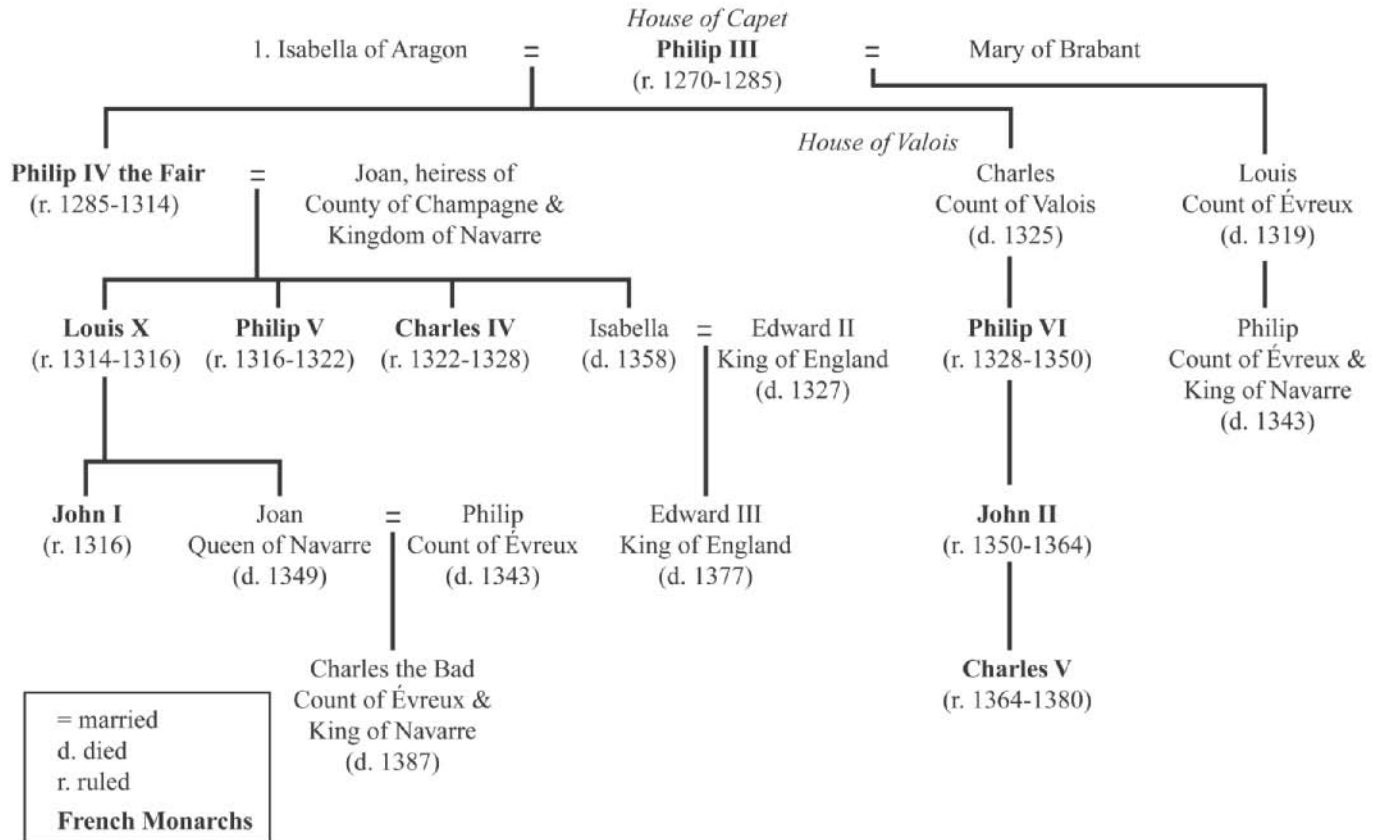 House of Capet
1. Isabella of Aragon = Philip III = Mary of Brabant
(r. 1270-1285)
House of Valois
Philip IV the Fair = Joan, heiress of
(r. 1285-1314) County of Champagne &
Kingdom of Navarre
Charles
Count of Valois
(d. 1325)
Louis
Count of Évreux
(d. 1319)
Louis X
(r. 1314-1316)
Philip V
(r. 1316-1322)
Charles IV
(r. 1322-1328)
Isabella
(d. 1358)
=
Edward II
King of England
(d. 1327)
Philip VI
(r. 1328-1350)
Philip
Count of Évreux &
King of Navarre
(d. 1343)
John I
(r. 1316)
Joan
Queen of Navarre
(d. 1349)
=
Philip
Count of Évreux
(d. 1343)
Edward III
King of England
(d. 1377)
John II
(r. 1350-1364)
Charles the Bad
Count of Évreux &
King of Navarre
(d. 1387)
Charles V
(r. 1364-1380)
= married
d. died
r. ruled
French Monarchs